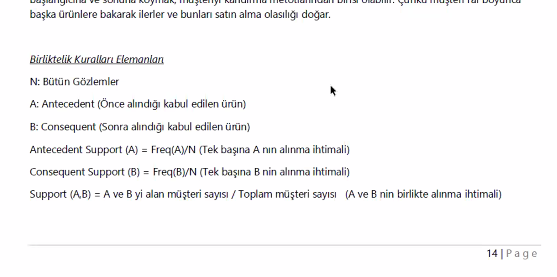 başka ürünlere bakarak ilerler ve bunları satın alma olasılığı doğar.
Birliktelik Kuralları Elemanları
N: Bütün Gözlemler
A: Antecedent (Önce alındığı kabul edilen ürün)
B: Consequent (Sonra alındığı kabul edilen ürün)
Antecedent Support (A) = Freq(A)/N (Tek başına A nın alınma ihtimali)
Consequent Support (B) = Freq(B)/N (Tek başına B nin alınma ihtimali)
Support (A,B) = A ve B yi alan müşteri sayısı / Toplam müşteri sayısı (A ve B nin birlikte alınma ihtimali)
14 | P a g e